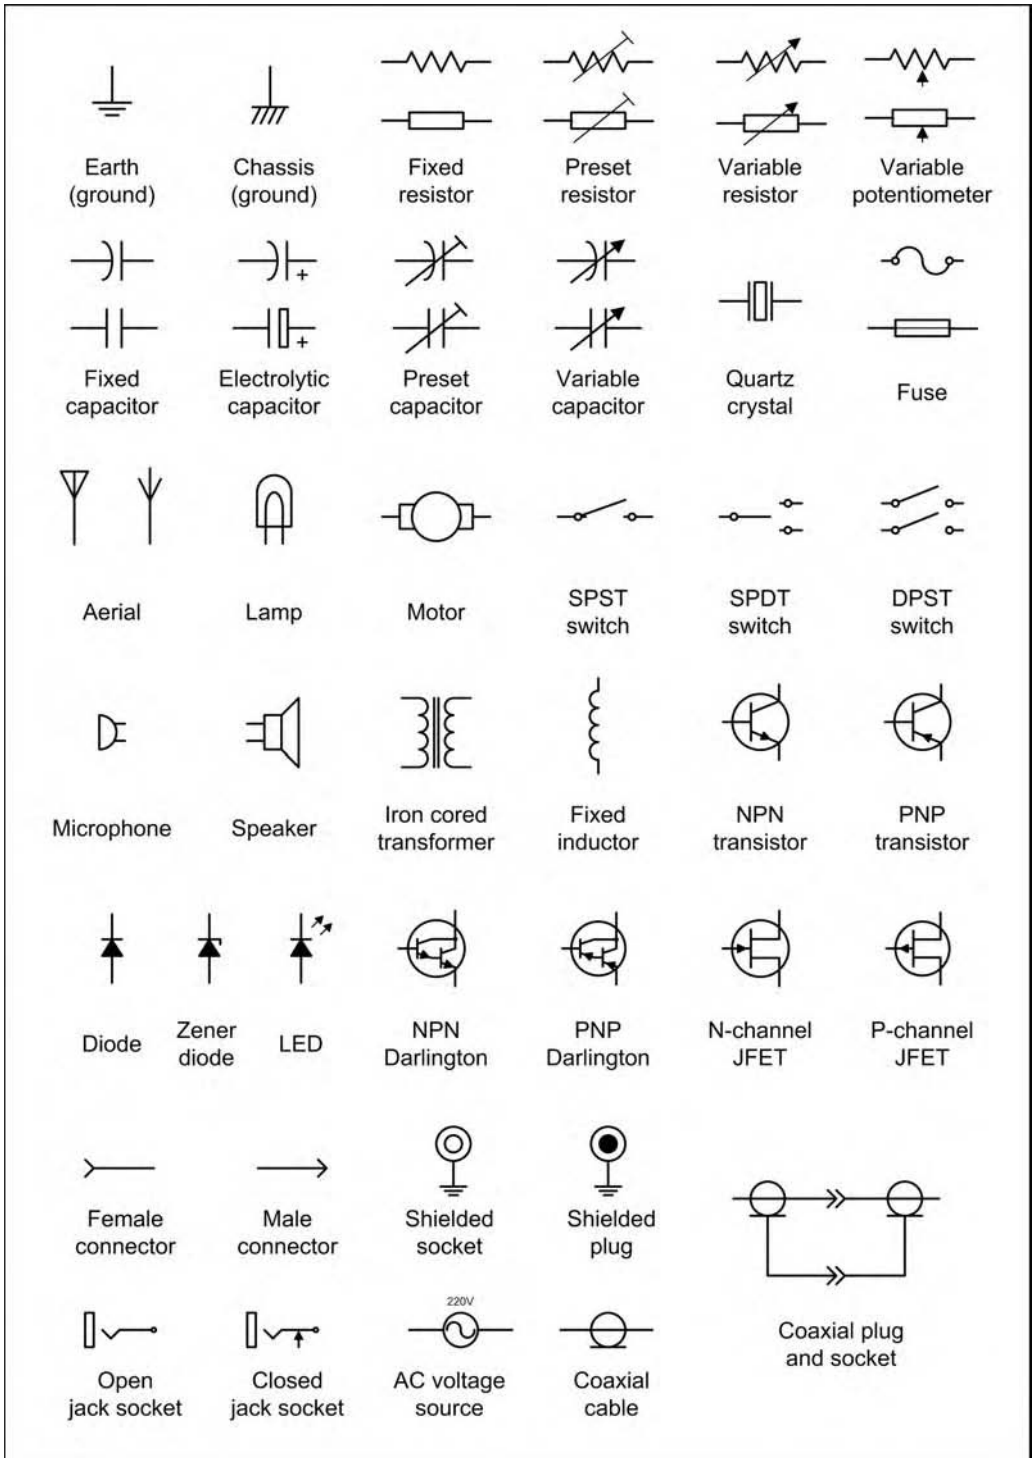 Earth
(ground)
Chassis
(ground)
Fixed
resistor
Preset
resistor
Variable
resistor
Variable
potentiometer
+
+
Fixed
capacitor
Electrolytic
capacitor
Preset
capacitor
Variable
capacitor
Quartz
crystal
Fuse
Aerial
Lamp
Motor
SPST
switch
SPDT
switch
DPST
switch
Microphone
Speaker
Iron cored
transformer
Fixed
inductor
NPN
transistor
PNP
transistor
Diode
Zener
diode
LED
NPN
Darlington
PNP
Darlington
N-channel
JFET
P-channel
JFET
Female
connector
Male
connector
Shielded
socket
Shielded
plug
Coaxial plug
and socket
Open
jack socket
Closed
jack socket
220V
AC voltage
source
Coaxial
cable